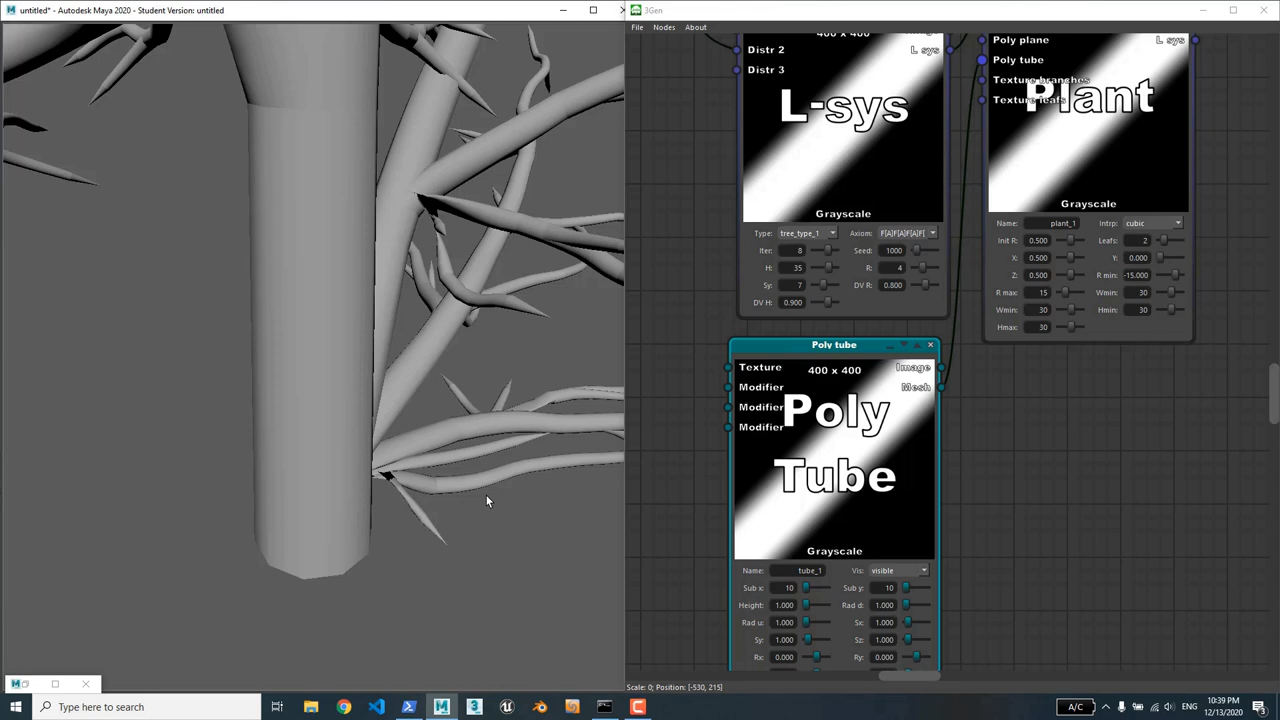 untitled* - Autodesk Maya 2020 - Student Version: untitled
3Gen
File Nodes About
Distr 2
L sys
Distr 3
L-sys
Grayscale
Type: tree_type_1 Axiom: F[A]F[A]F[A]F[
Iter: 8 Seed: 1000
H: 35 R: 4
Sy: 7 DV R: 0.800
DV H: 0.900
Poly plane
L sys
Poly tube
Texture branches
Texture leafs
Plant
Grayscale
Name: plant_1 Intrp: cubic
Init R: 0.500 Leafs: 2
X: 0.500 Y: 0.000
Z: 0.500 R min: -15.000
R max: 15 Wmin: 30
Wmin: 30 Hmin: 30
Hmax: 30
Poly tube
Texture 400 x 400 Image
Modifier Mesh
Modifier
Modifier
Poly
Tube
Grayscale
Name: tube_1 Vis: visible
Sub x: 10 Sub y: 10
Height: 1.000 Rad d: 1.000
Rad u: 1.000 Sx: 1.000
Sy: 1.000 Sz: 1.000
Rx: 0.000 Ry: 0.000
Scale: 0; Position: [-530, 215]
Type here to search
A/C
10:39 PM
12/13/2020